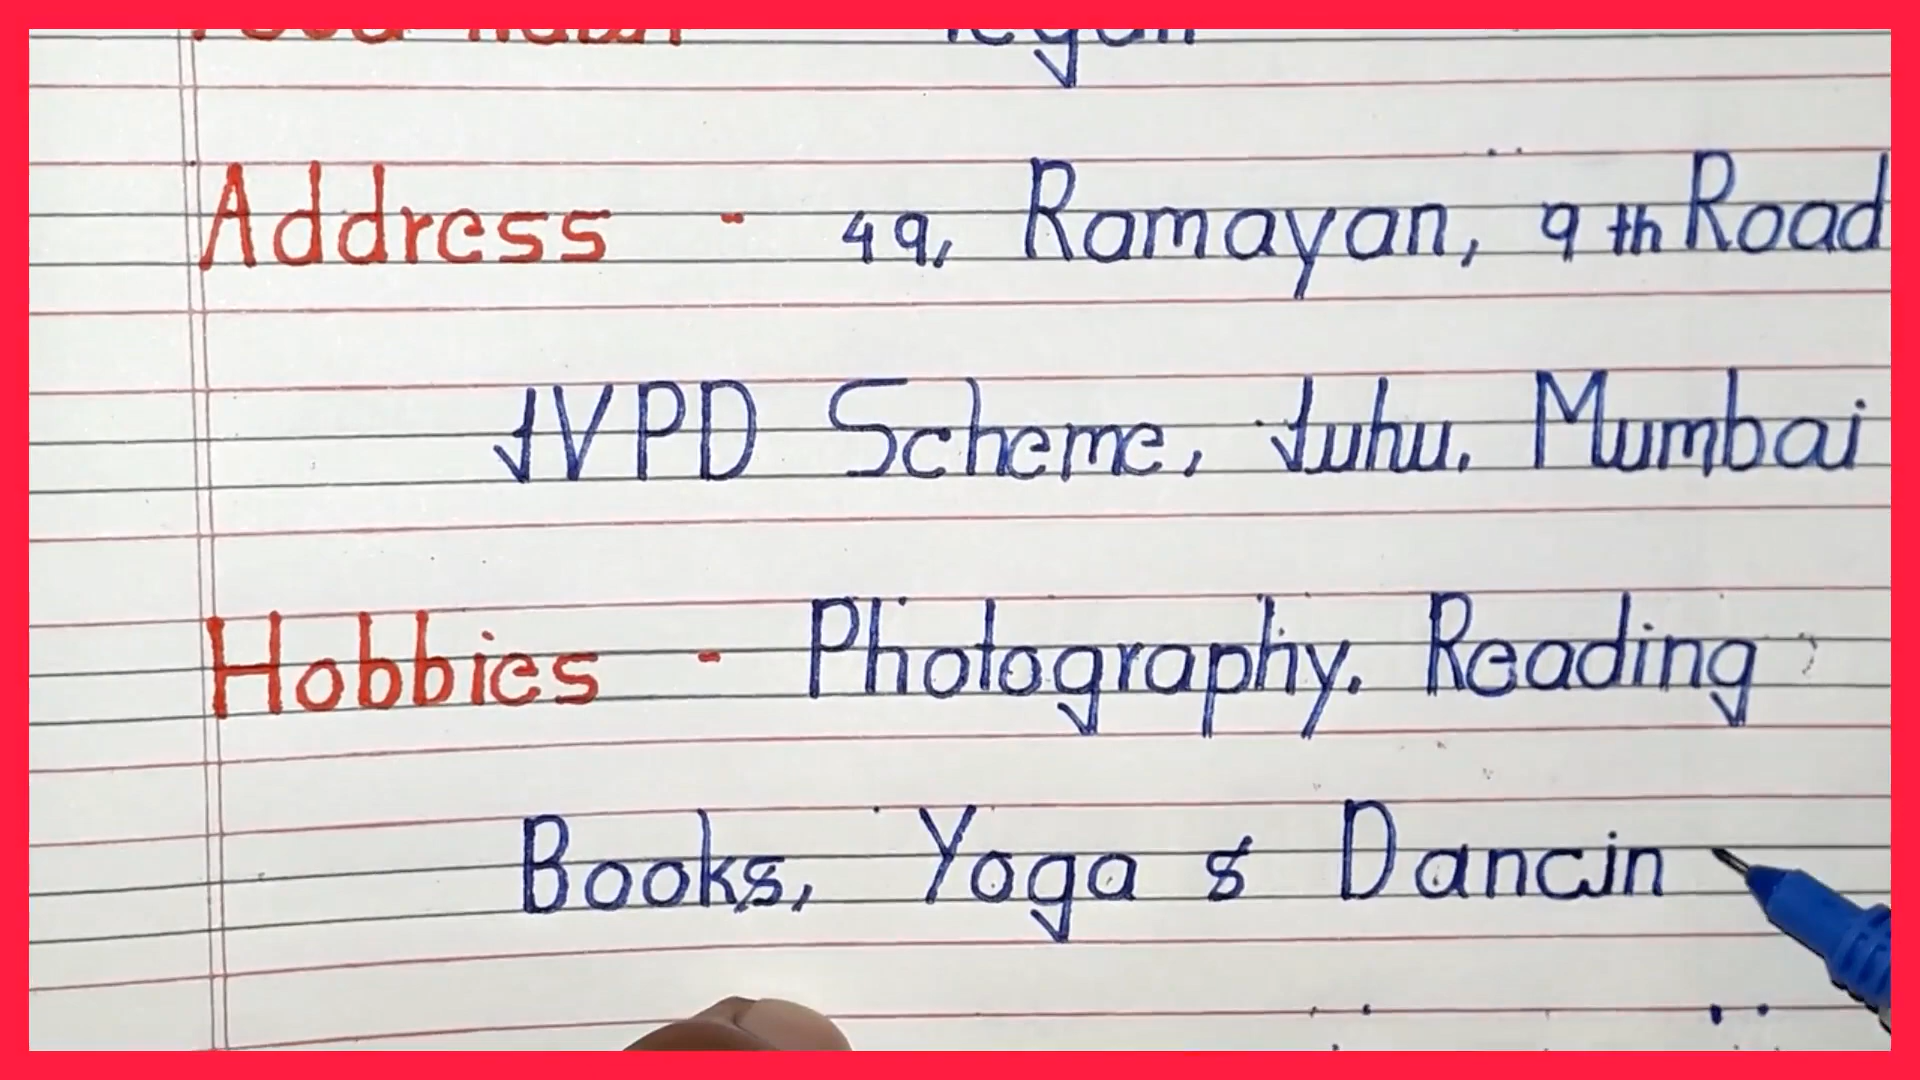 Address - 49, Ramayan, 9th Road
JVPD Scheme, Juhu. Mumbai
Hobbies - Photography. Reading
Books, Yoga & Dancin